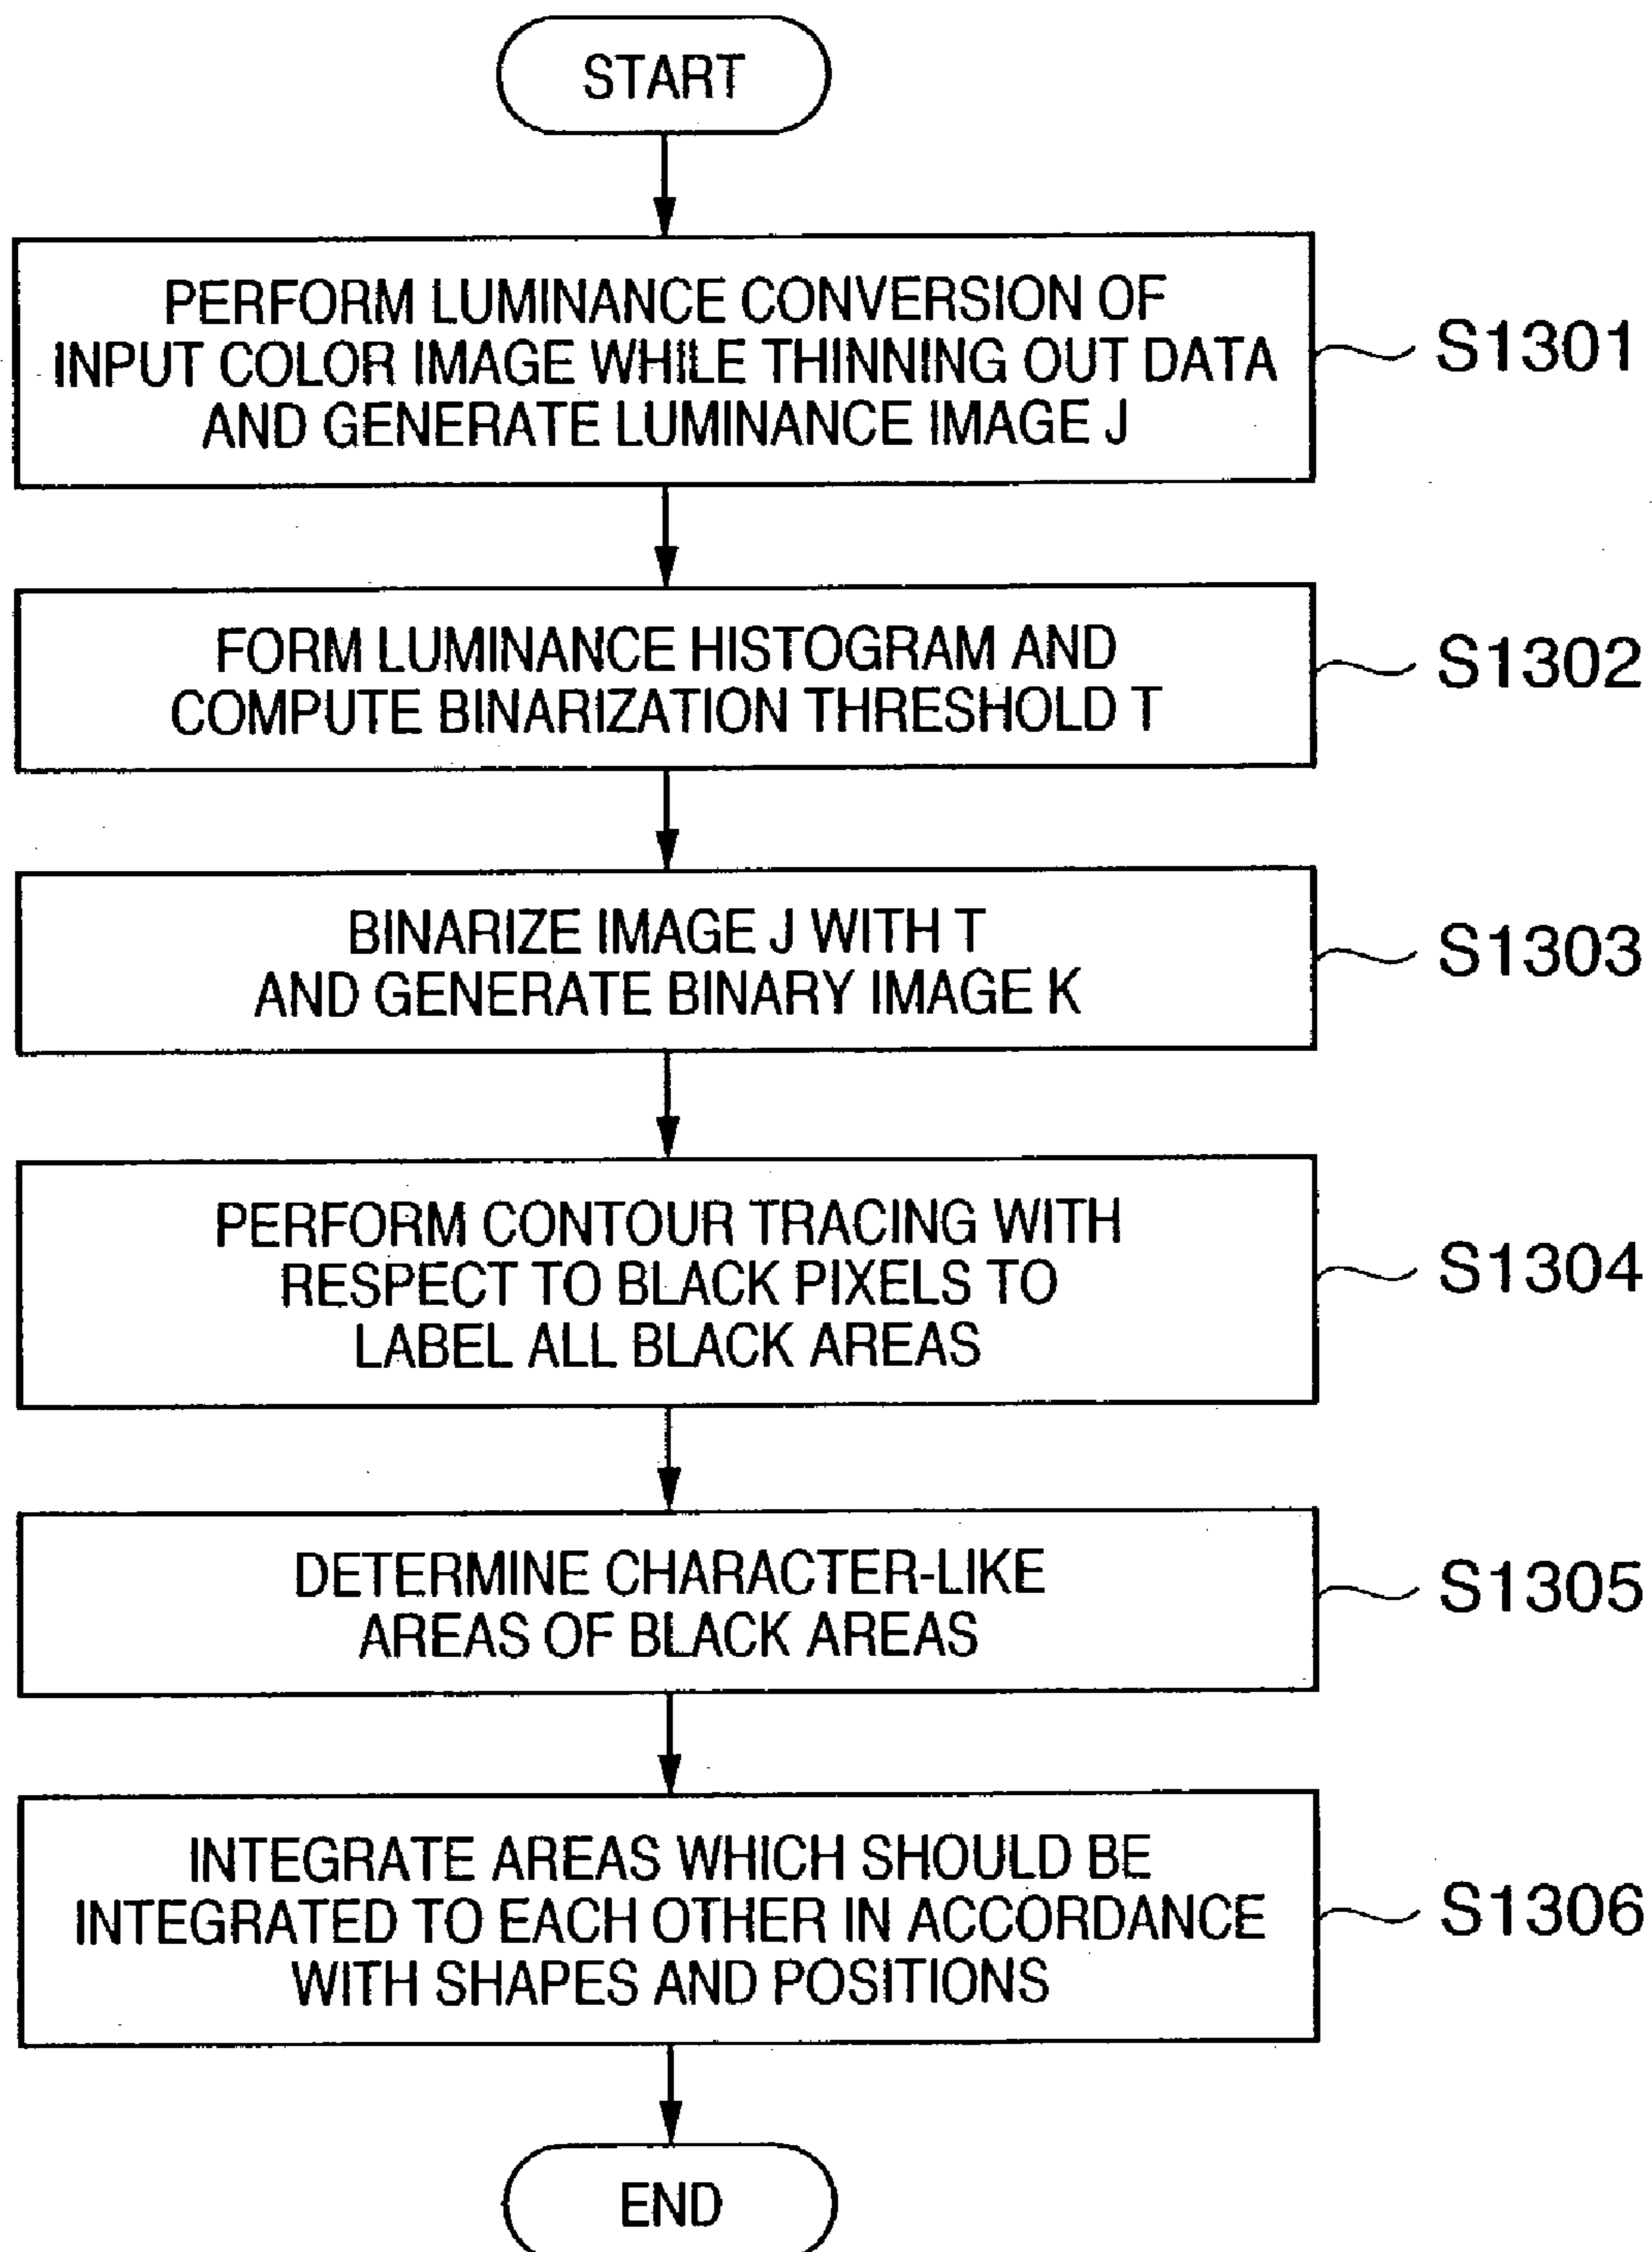 START
PERFORM LUMINANCE CONVERSION OF
INPUT COLOR IMAGE WHILE THINNING OUT DATA
AND GENERATE LUMINANCE IMAGE J
S1301
FORM LUMINANCE HISTOGRAM AND
COMPUTE BINARIZATION THRESHOLD T
S1302
BINARIZE IMAGE J WITH T
AND GENERATE BINARY IMAGE K
S1303
PERFORM CONTOUR TRACING WITH
RESPECT TO BLACK PIXELS TO
LABEL ALL BLACK AREAS
S1304
DETERMINE CHARACTER-LIKE
AREAS OF BLACK AREAS
S1305
INTEGRATE AREAS WHICH SHOULD BE
INTEGRATED TO EACH OTHER IN ACCORDANCE
WITH SHAPES AND POSITIONS
S1306
END